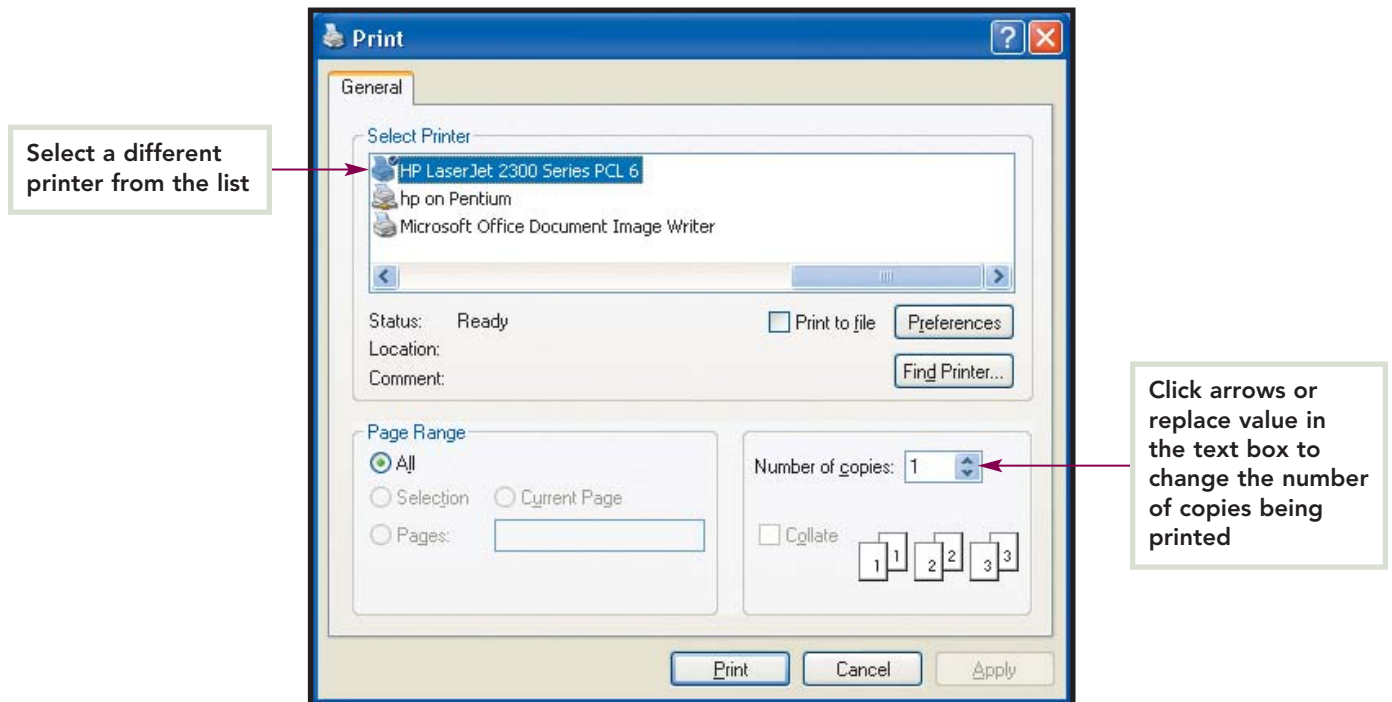 Print
General
Select Printer
Select a different
printer from the list
HP LaserJet 2300 Series PCL 6
hp on Pentium
Microsoft Office Document Image Writer
Status: Ready
Print to file
Preferences
Location:
Comment:
Find Printer...
Page Range
All
Selection
Current Page
Pages:
Number of copies: 1
Collate
1 1 2 2 3 3
Click arrows or
replace value in
the text box to
change the number
of copies being
printed
Print
Cancel
Apply